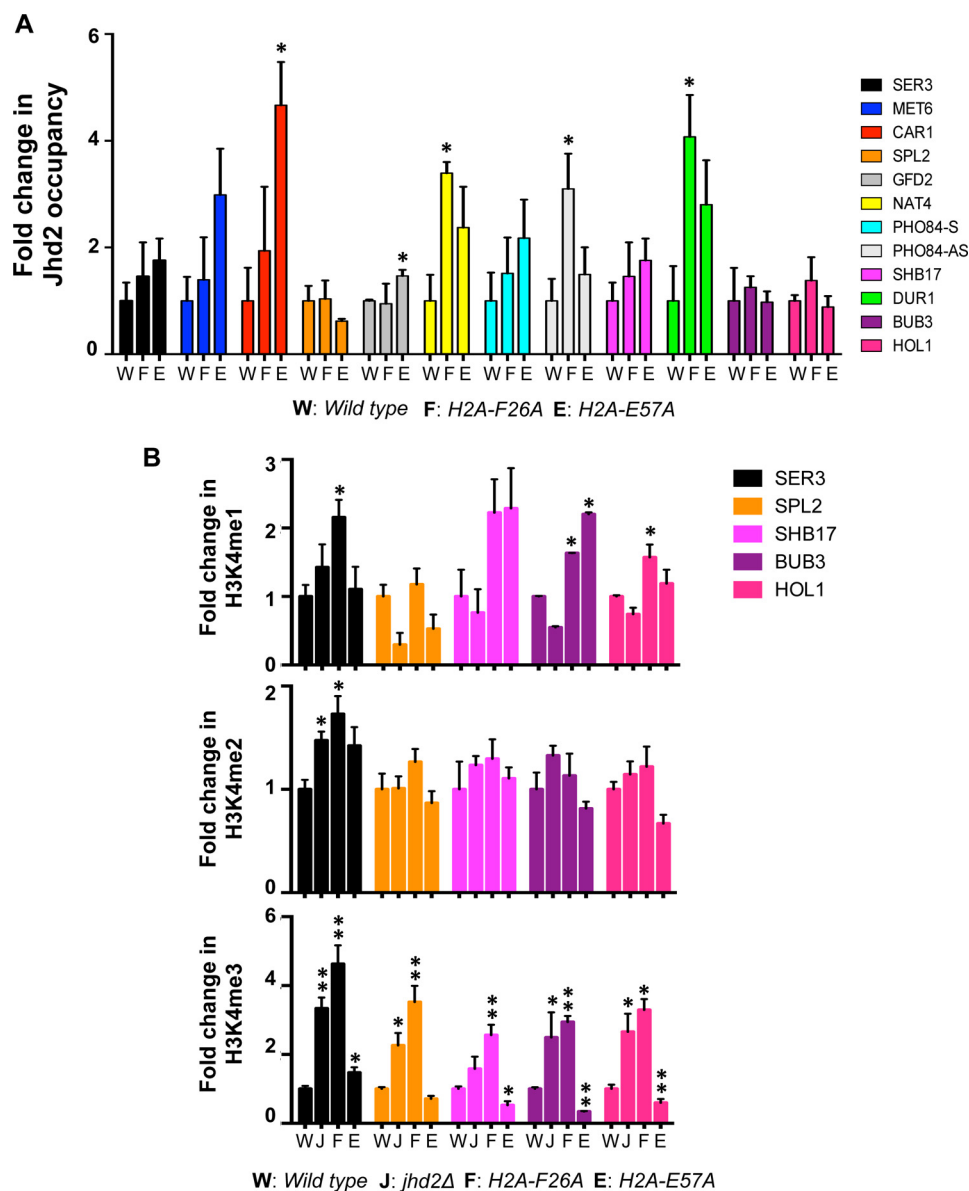 A
Fold change in
Jhd2 occupancy
6
4
2
0
* * * * *
W F E W F E W F E W F E W F E W F E W F E W F E W F E W F E W F E W F E
W: Wild type F: H2A-F26A E: H2A-E57A
SER3
MET6
CAR1
SPL2
GFD2
NAT4
PHO84-S
PHO84-AS
SHB17
DUR1
BUB3
HOL1
B
Fold change in
H3K4me1
3
2
1
0
* * * *
SER3
SPL2
SHB17
BUB3
HOL1
Fold change in
H3K4me2
2
1
0
* *
Fold change in
H3K4me3
6
4
2
0
** ** * * ** ** * * ** ** * * **
W J F E W J F E W J F E W J F E W J F E
W: Wild type J: jhd2Δ F: H2A-F26A E: H2A-E57A